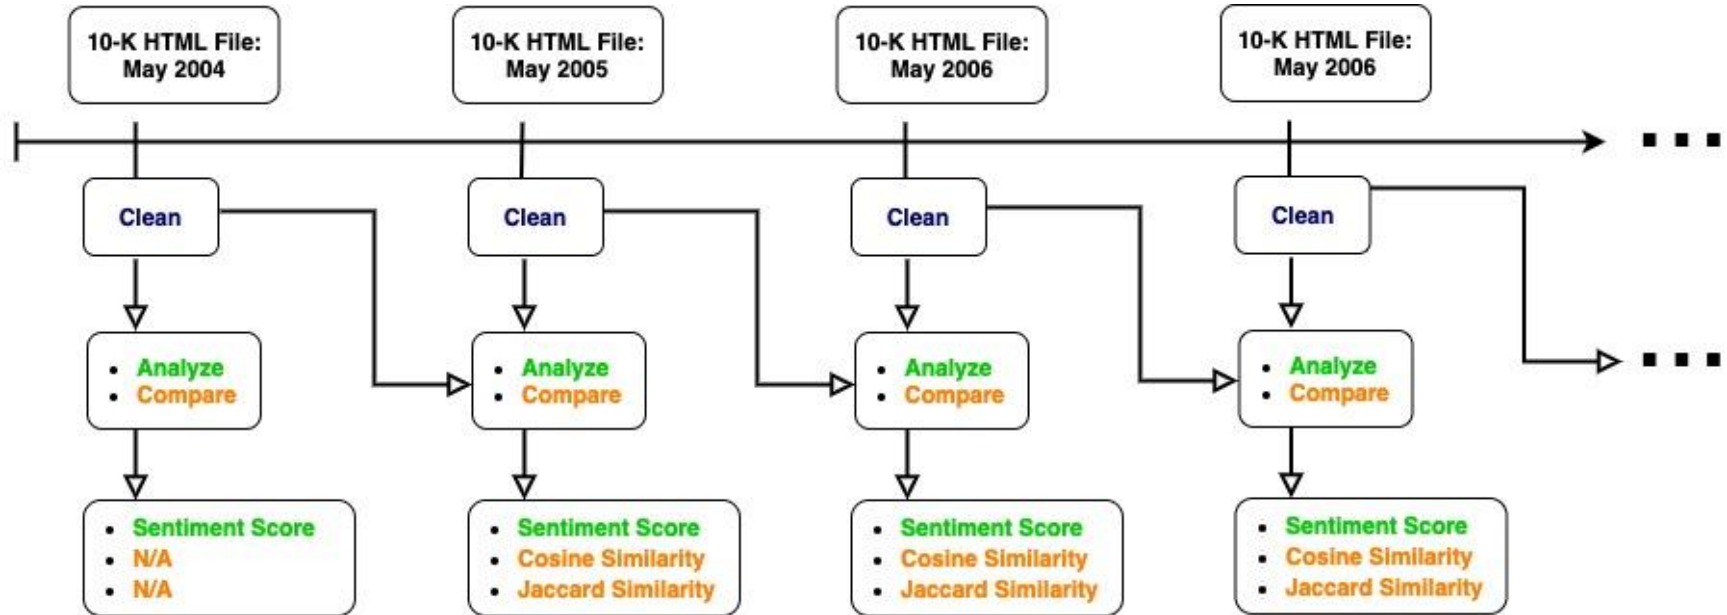 10-K HTML File:
May 2004
10-K HTML File:
May 2005
10-K HTML File:
May 2006
10-K HTML File:
May 2006
Clean
Clean
Clean
Clean
• Analyze
• Compare
• Analyze
• Compare
• Analyze
• Compare
• Analyze
• Compare
• Sentiment Score
• N/A
• N/A
• Sentiment Score
• Cosine Similarity
• Jaccard Similarity
• Sentiment Score
• Cosine Similarity
• Jaccard Similarity
• Sentiment Score
• Cosine Similarity
• Jaccard Similarity